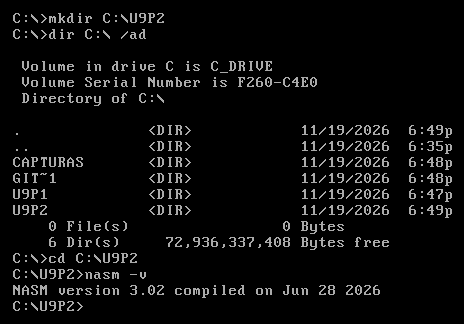 C:\>mkdir C:\U9P2
C:\>dir C:\ /ad
Volume in drive C is C_DRIVE
Volume Serial Number is F260-C4E0
Directory of C:\
. <DIR> 11/19/2026 6:49p
.. <DIR> 11/19/2026 6:35p
CAPTURAS <DIR> 11/19/2026 6:48p
GIT~1 <DIR> 11/19/2026 6:48p
U9P1 <DIR> 11/19/2026 6:47p
U9P2 <DIR> 11/19/2026 6:49p
0 File(s) 0 Bytes
6 Dir(s) 72,936,337,408 Bytes free
C:\>cd C:\U9P2
C:\U9P2>nasm -v
NASM version 3.02 compiled on Jun 28 2026
C:\U9P2>